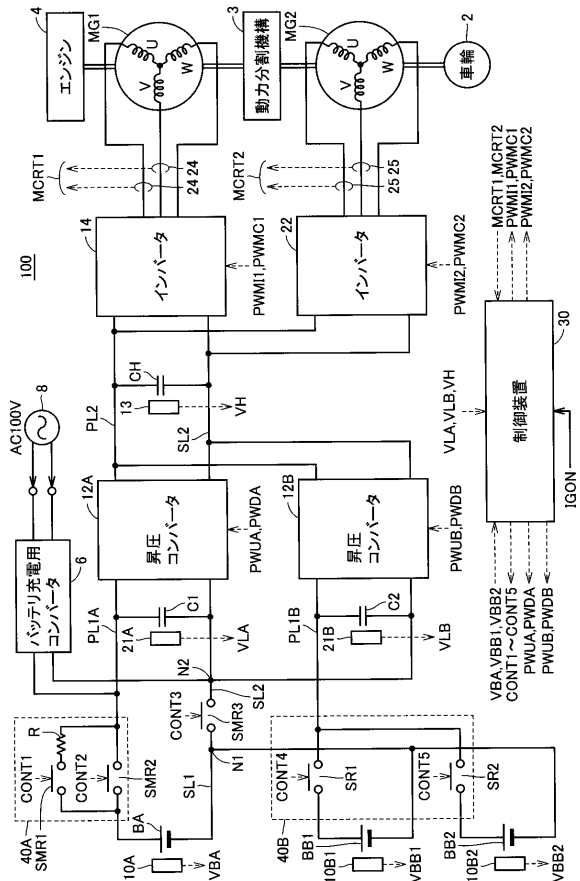 100
AC100V
8
バッテリ充電用
コンバータ
6
40A
CONT1
R
CONT2
SMR1
SMR2
BA
10A
VBA
SL1
N1
CONT3
SMR3
SL2
N2
PL1A
21A
C1
VLA
12A
昇圧
コンバータ
PWUA,PWDA
PL2
13
CH
VH
SL2
14
インバータ
PWMI1,PWMC1
MCRT1
24
24
MG1
U
V
W
4
エンジン
3
動力分割機構
MG2
U
V
W
2
車輪
MCRT2
25
25
22
インバータ
PWMI2,PWMC2
12B
昇圧
コンバータ
PWUB,PWDB
PL1B
21B
C2
VLB
40B
CONT4
SR1
CONT5
SR2
BB1
10B1
VBB1
BB2
10B2
VBB2
VLA,VLB,VH
VBA,VBB1,VBB2
CONT1~CONT5
PWUA,PWDA
PWUB,PWDB
制御装置
30
IGON
MCRT1,MCRT2
PWMI1,PWMC1
PWMI2,PWMC2